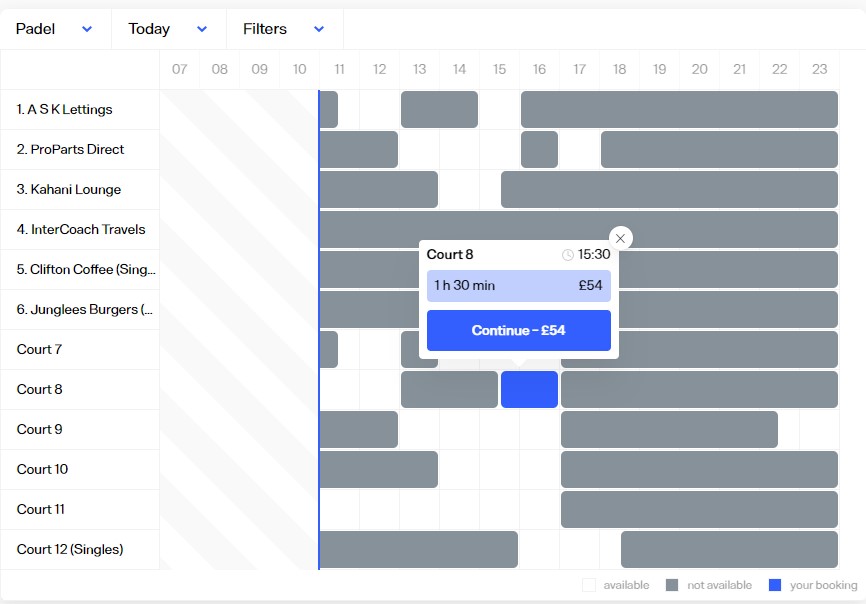 Padel Today Filters
07 08 09 10 11 12 13 14 15 16 17 18 19 20 21 22 23
1. A S K Lettings
2. ProParts Direct
3. Kahani Lounge
4. InterCoach Travels
Court 8 15:30
5. Clifton Coffee (Sing...
1 h 30 min £54
6. Junglees Burgers (...
Continue - £54
Court 7
Court 8
Court 9
Court 10
Court 11
Court 12 (Singles)
available not available your booking